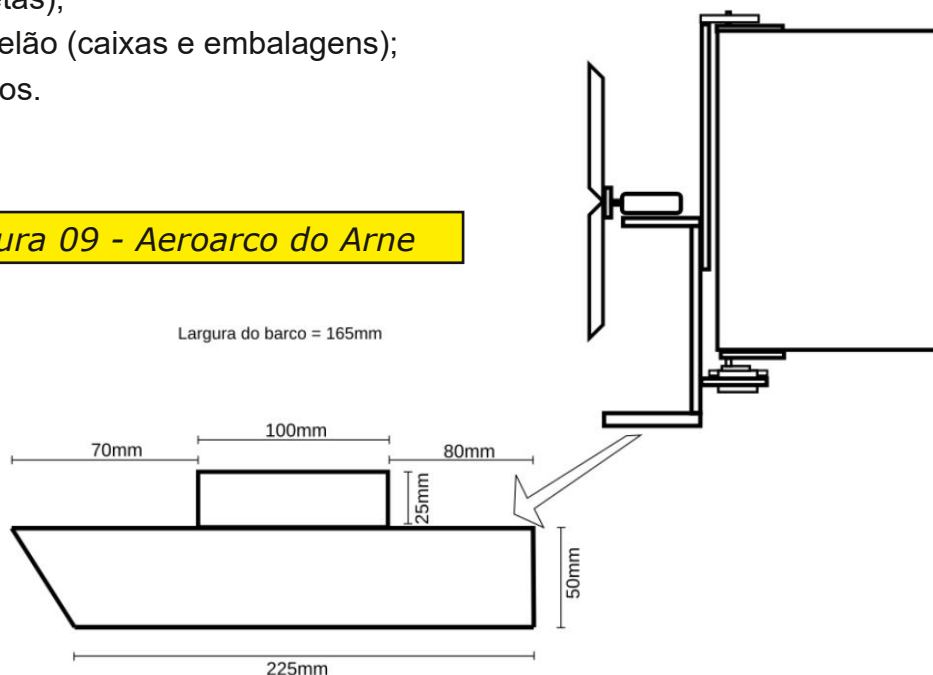 elão (caixas e embalagens);
os.
ura 09 - Aeroarco do Arne
Largura do barco = 165mm
100mm
70mm
80mm
25mm
50mm
225mm